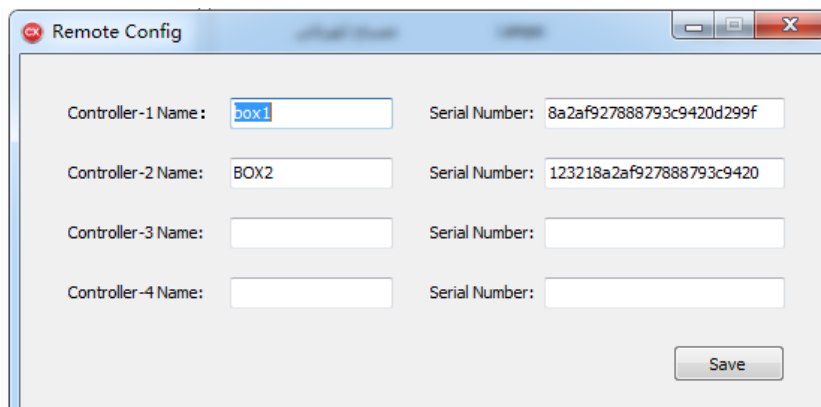 CX Remote Config
Controller-1 Name: box1 Serial Number: 8a2af927888793c9420d299f
Controller-2 Name: BOX2 Serial Number: 123218a2af927888793c9420
Controller-3 Name: Serial Number:
Controller-4 Name: Serial Number:
Save